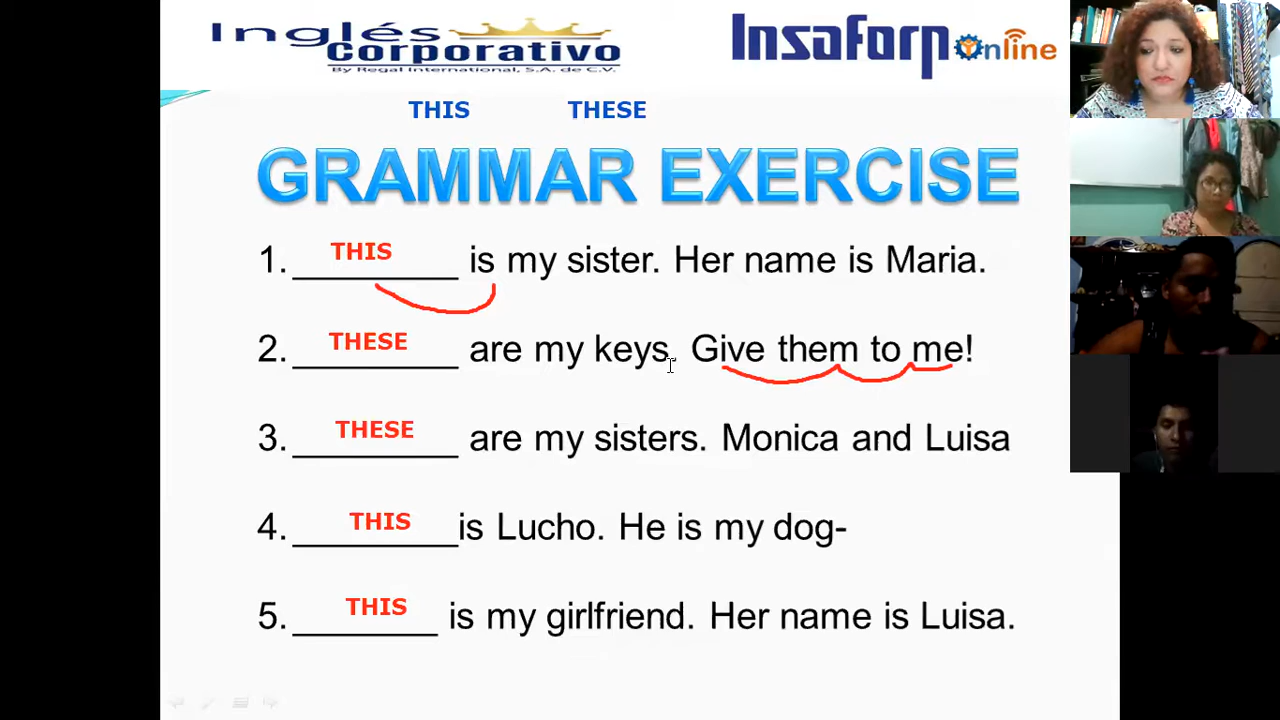 Inglés
Corporativo
By Regal International, S.A. de C.V.
Insaforp Online
THIS THESE
GRAMMAR EXERCISE
1. THIS is my sister. Her name is Maria.
2. THESE are my keys. Give them to me!
3. THESE are my sisters. Monica and Luisa
4. THIS is Lucho. He is my dog-
5. THIS is my girlfriend. Her name is Luisa.